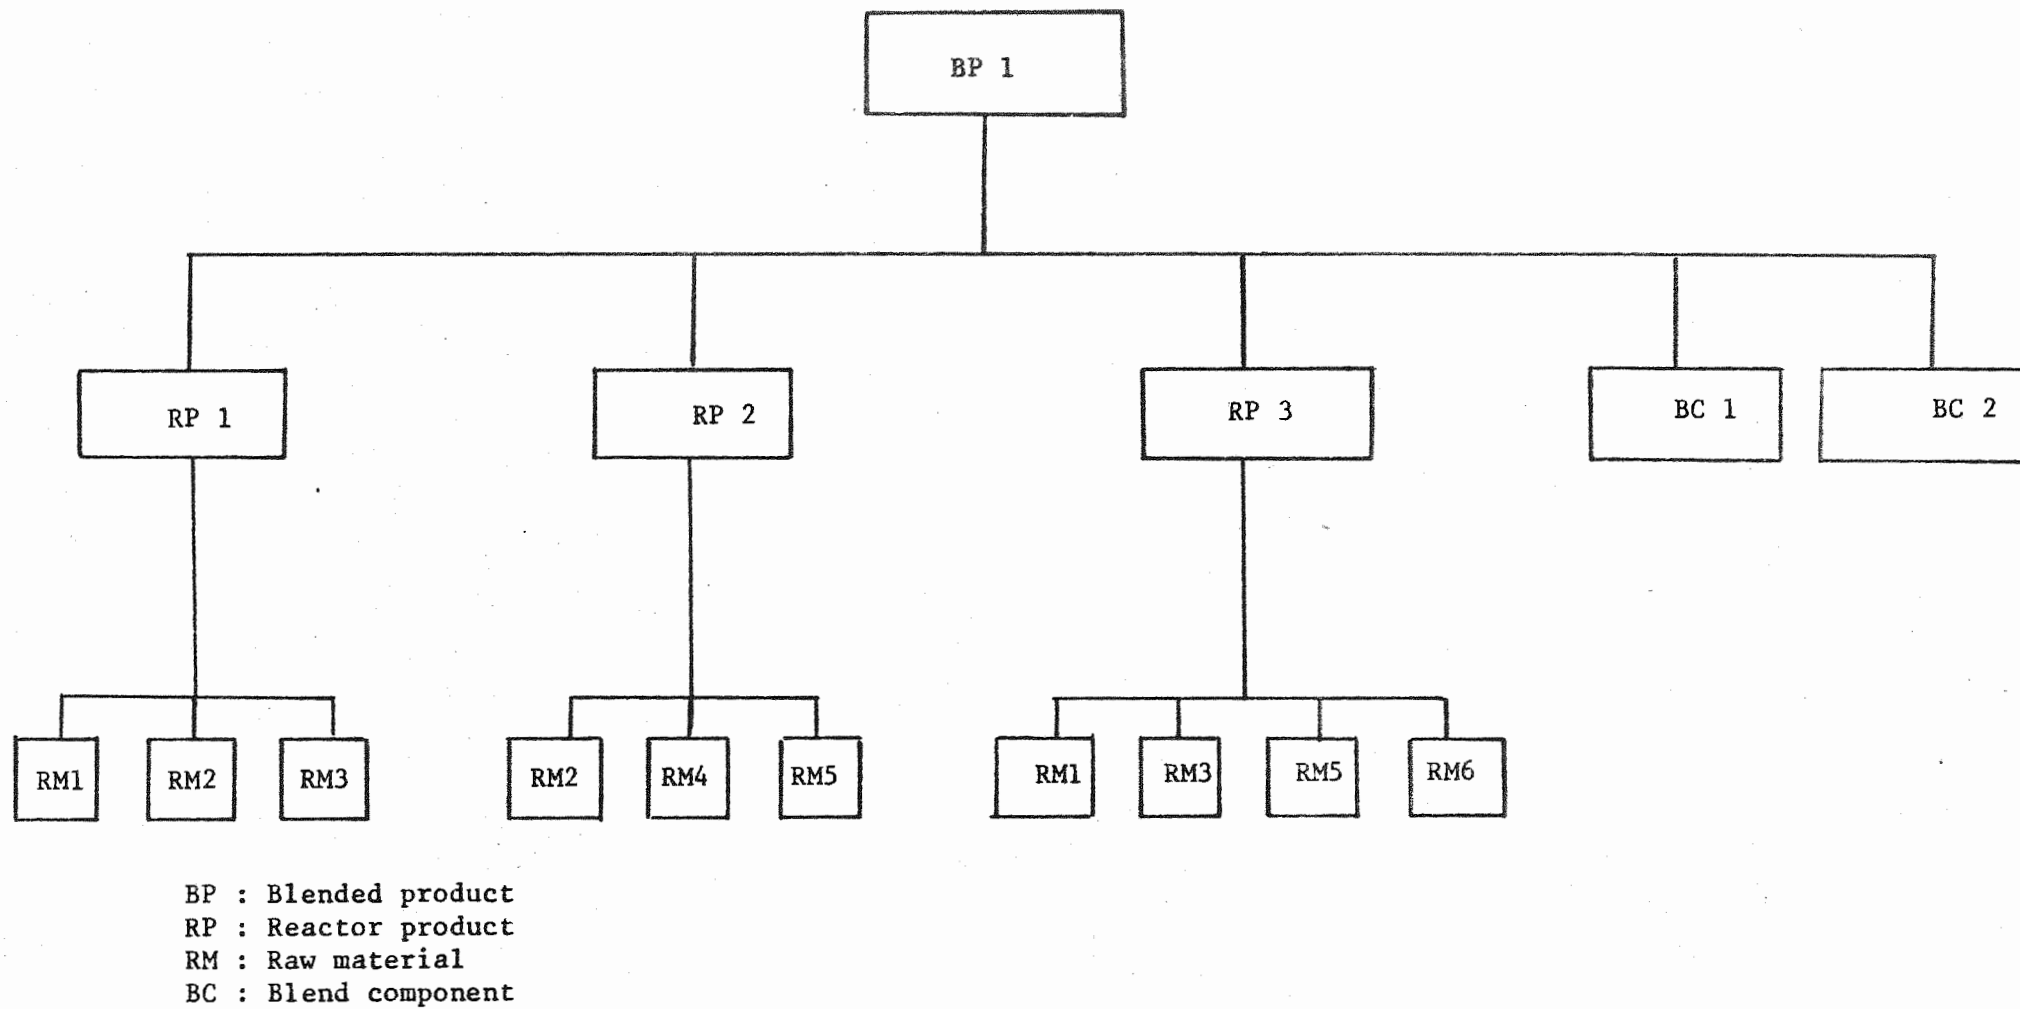 BP 1
RP 1
RP 2
RP 3
BC 1
BC 2
RM1
RM2
RM3
RM2
RM4
RM5
RM1
RM3
RM5
RM6
BP : Blended product
RP : Reactor product
RM : Raw material
BC : Blend component